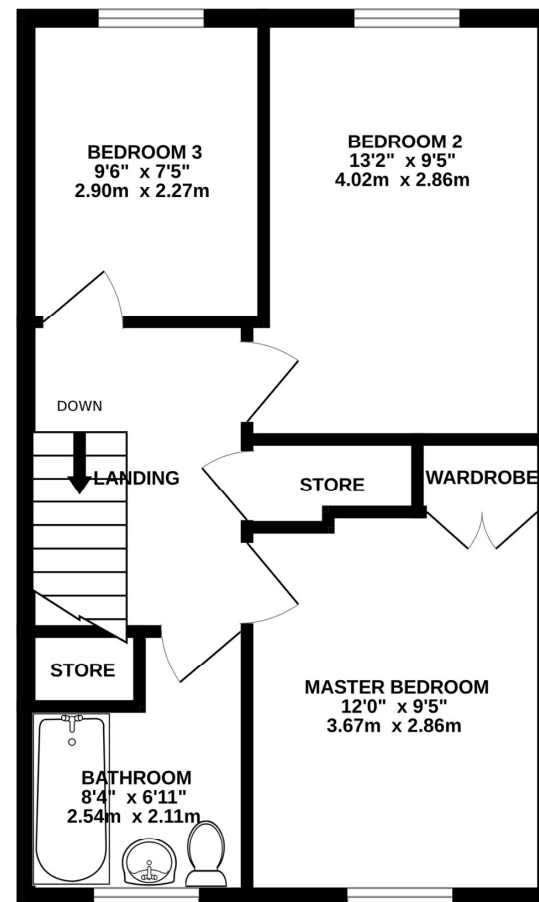 BEDROOM 3
9'6" x 7'5"
2.90m x 2.27m
BEDROOM 2
13'2" x 9'5"
4.02m x 2.86m
DOWN
LANDING
STORE
WARDROBE
STORE
MASTER BEDROOM
12'0" x 9'5"
3.67m x 2.86m
BATHROOM
8'4" x 6'11"
2.54m x 2.11m